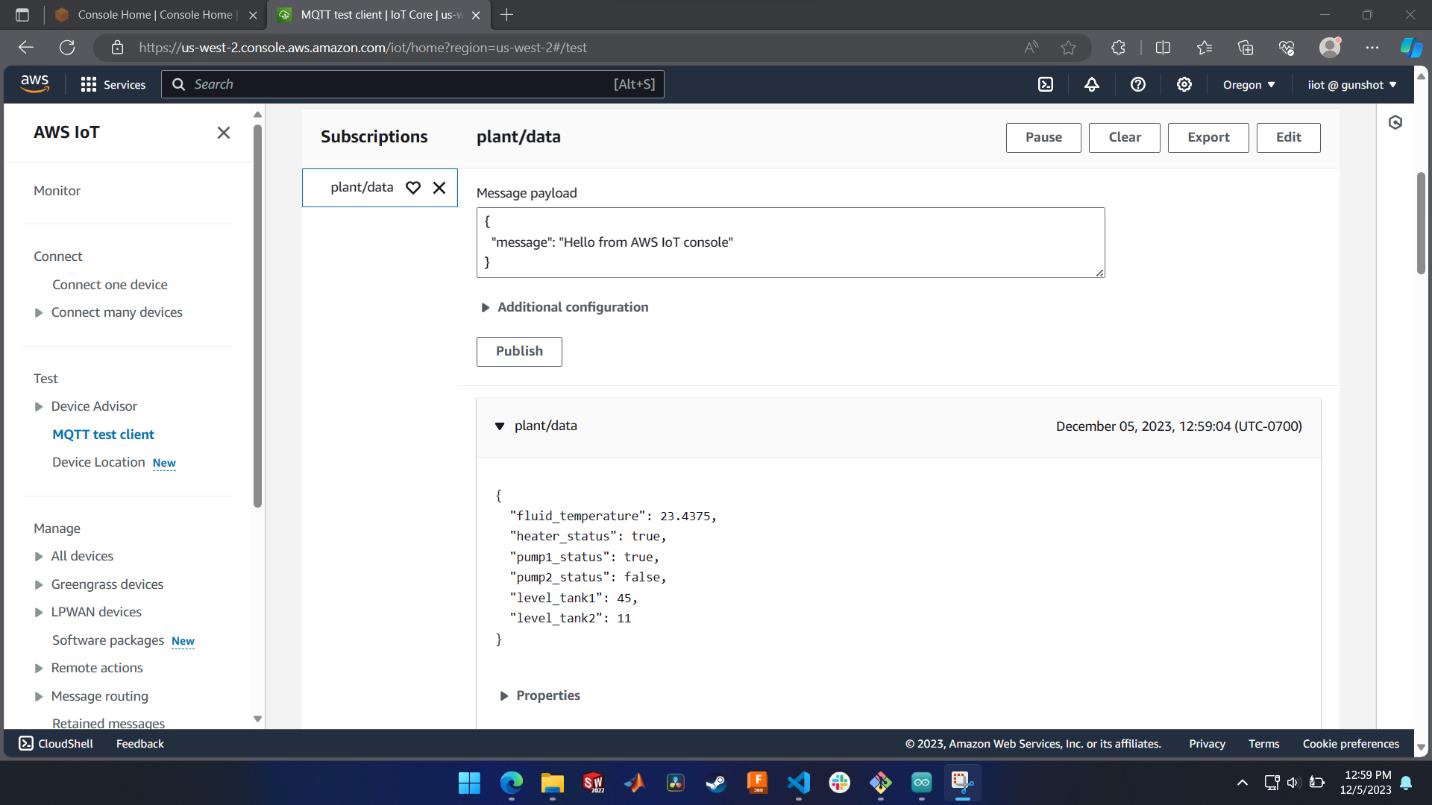 Console Home | Console Home |
MQTT test client | IoT Core | us-w
https://us-west-2.console.aws.amazon.com/iot/home?region=us-west-2#/test
aws
Services
Search
[Alt+S]
Oregon
iiot @ gunshot
AWS IoT
Monitor
Connect
Connect one device
Connect many devices
Test
Device Advisor
MQTT test client
Device Location New
Manage
All devices
Greengrass devices
LPWAN devices
Software packages New
Remote actions
Message routing
Retained messages
Subscriptions
plant/data
Pause
Clear
Export
Edit
plant/data
Message payload
{
"message": "Hello from AWS IoT console"
}
Additional configuration
Publish
plant/data
December 05, 2023, 12:59:04 (UTC-0700)
{
"fluid_temperature": 23.4375,
"heater_status": true,
"pump1_status": true,
"pump2_status": false,
"level_tank1": 45,
"level_tank2": 11
}
Properties
CloudShell
Feedback
© 2023, Amazon Web Services, Inc. or its affiliates.
Privacy
Terms
Cookie preferences
12:59 PM
12/5/2023